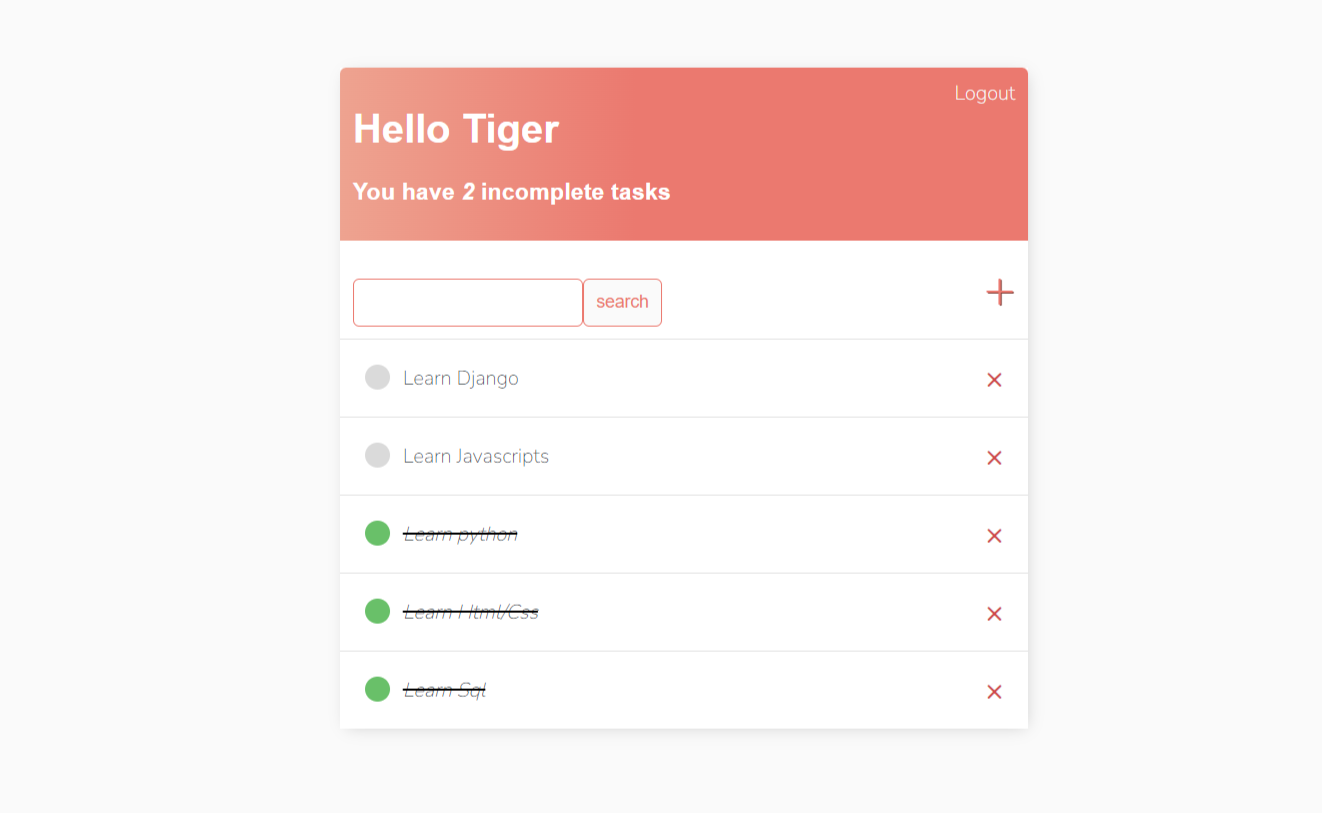 Logout
Hello Tiger
You have 2 incomplete tasks
search
Learn Django
Learn Javascripts
Learn python
Learn Html/Css
Learn Sql